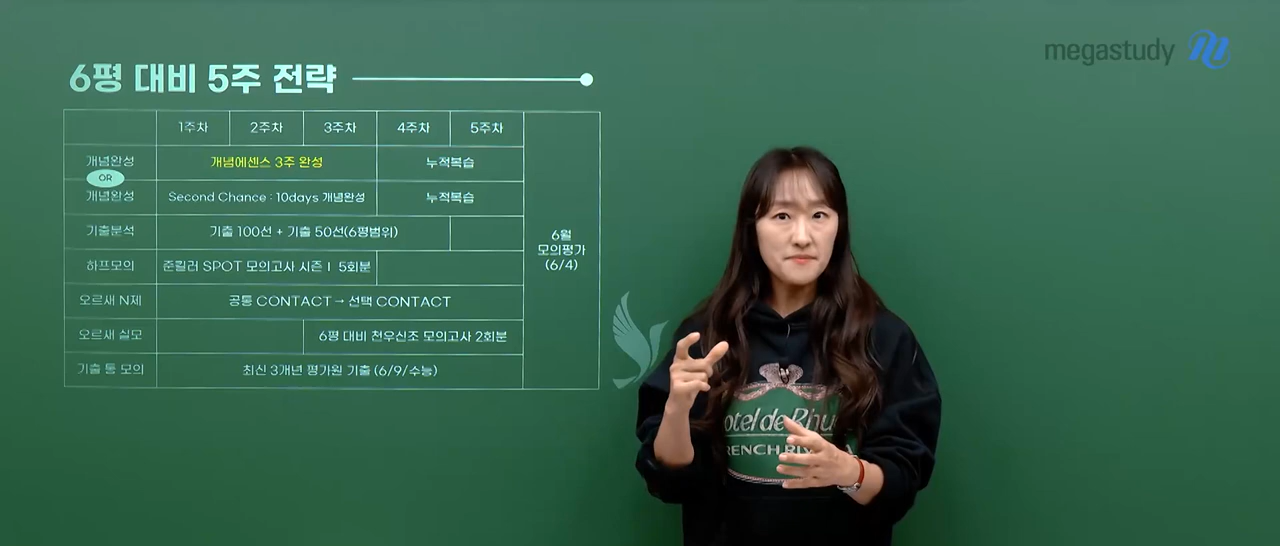 megastudy
6평 대비 5주 전략
1주차 2주차 3주차 4주차 5주차
개념완성 개념에센스 3주 완성 누적복습
OR
개념완성 Second Chance : 10days 개념완성 누적복습
기출분석 기출 100선 + 기출 50선(6평범위)
6월
모의평가
(6/4)
하프모의 준킬러 SPOT 모의고사 시즌Ⅰ 5회분
오르새 N제 공통 CONTACT → 선택 CONTACT
오르새 실모 6평 대비 천우신조 모의고사 2회분
기출 통 모의 최신 3개년 평가원 기출 (6/9/수능)
otel de Rhu
RENCH RIV